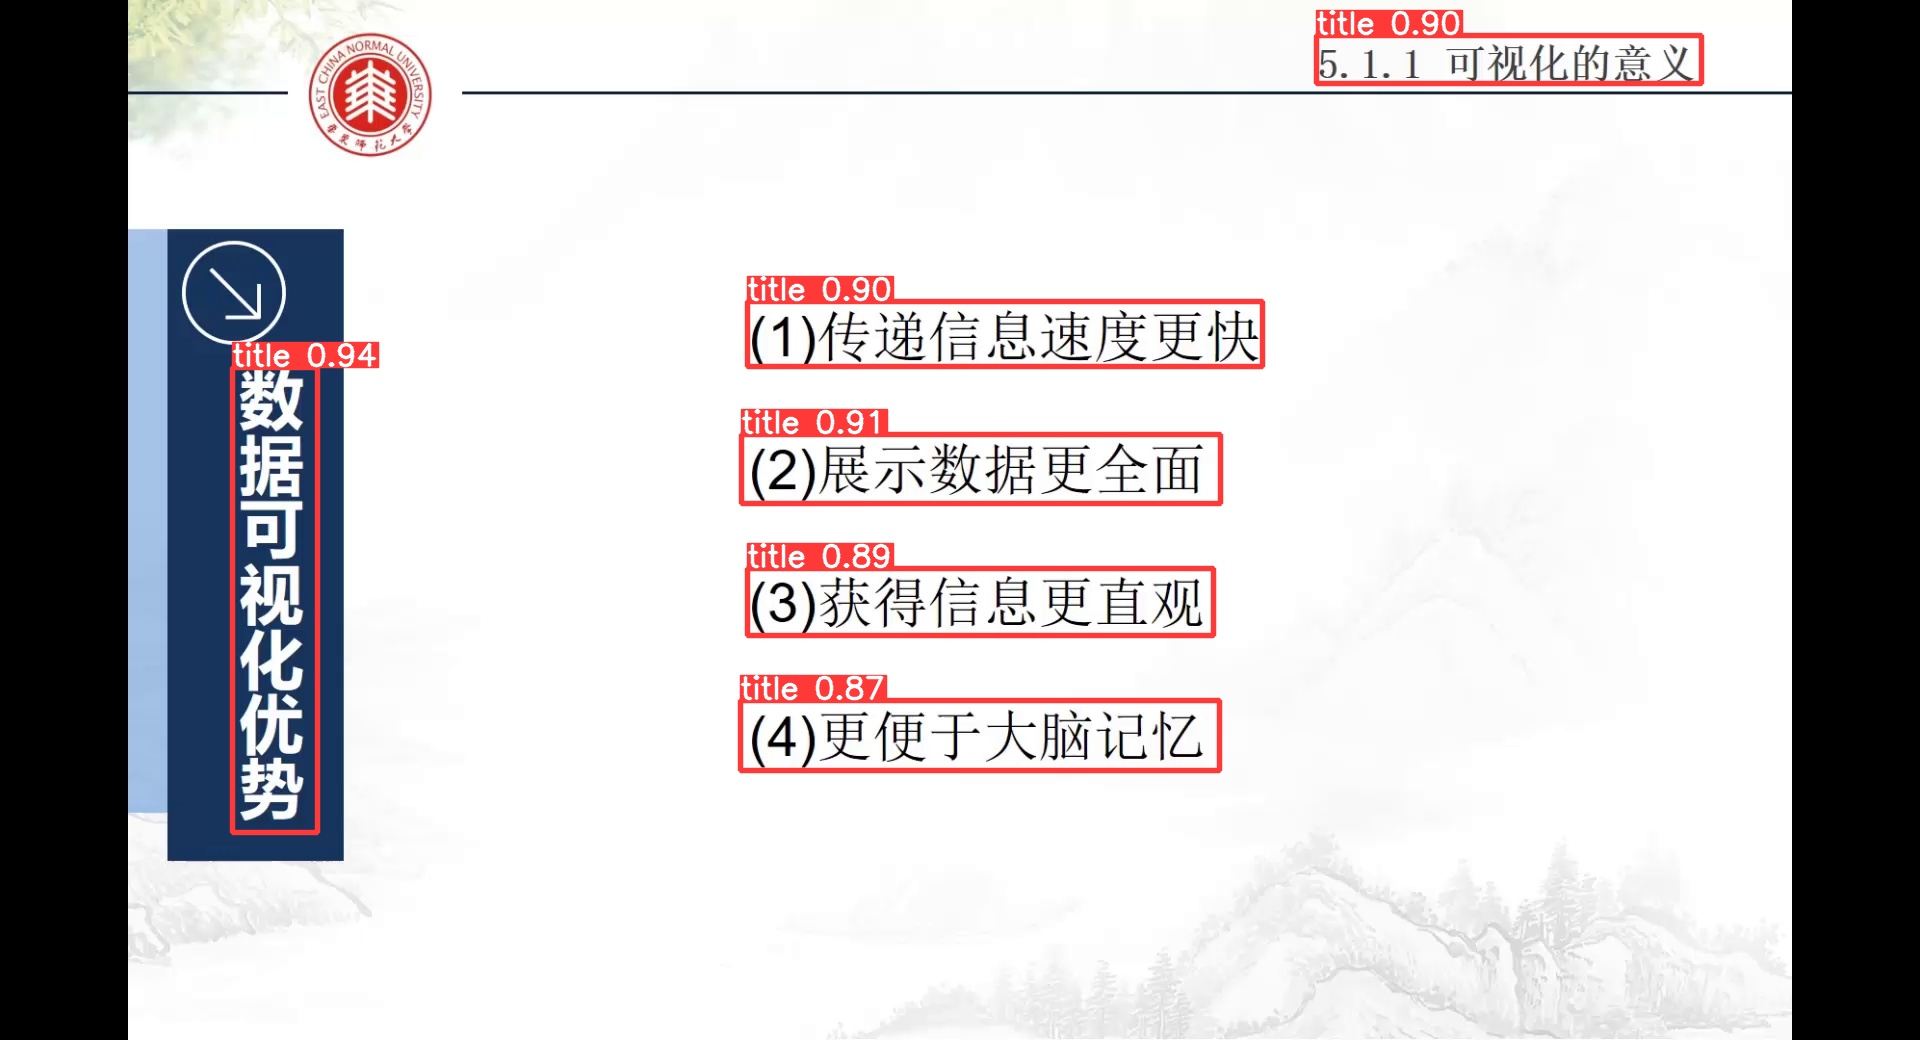 title 0.90
5.1.1 可视化的意义
EAST CHINA NORMAL UNIVERSITY
华东师范大学
title 0.94
数据可视化优势
title 0.90
(1)传递信息速度更快
title 0.91
(2)展示数据更全面
title 0.89
(3)获得信息更直观
title 0.87
(4)更便于大脑记忆